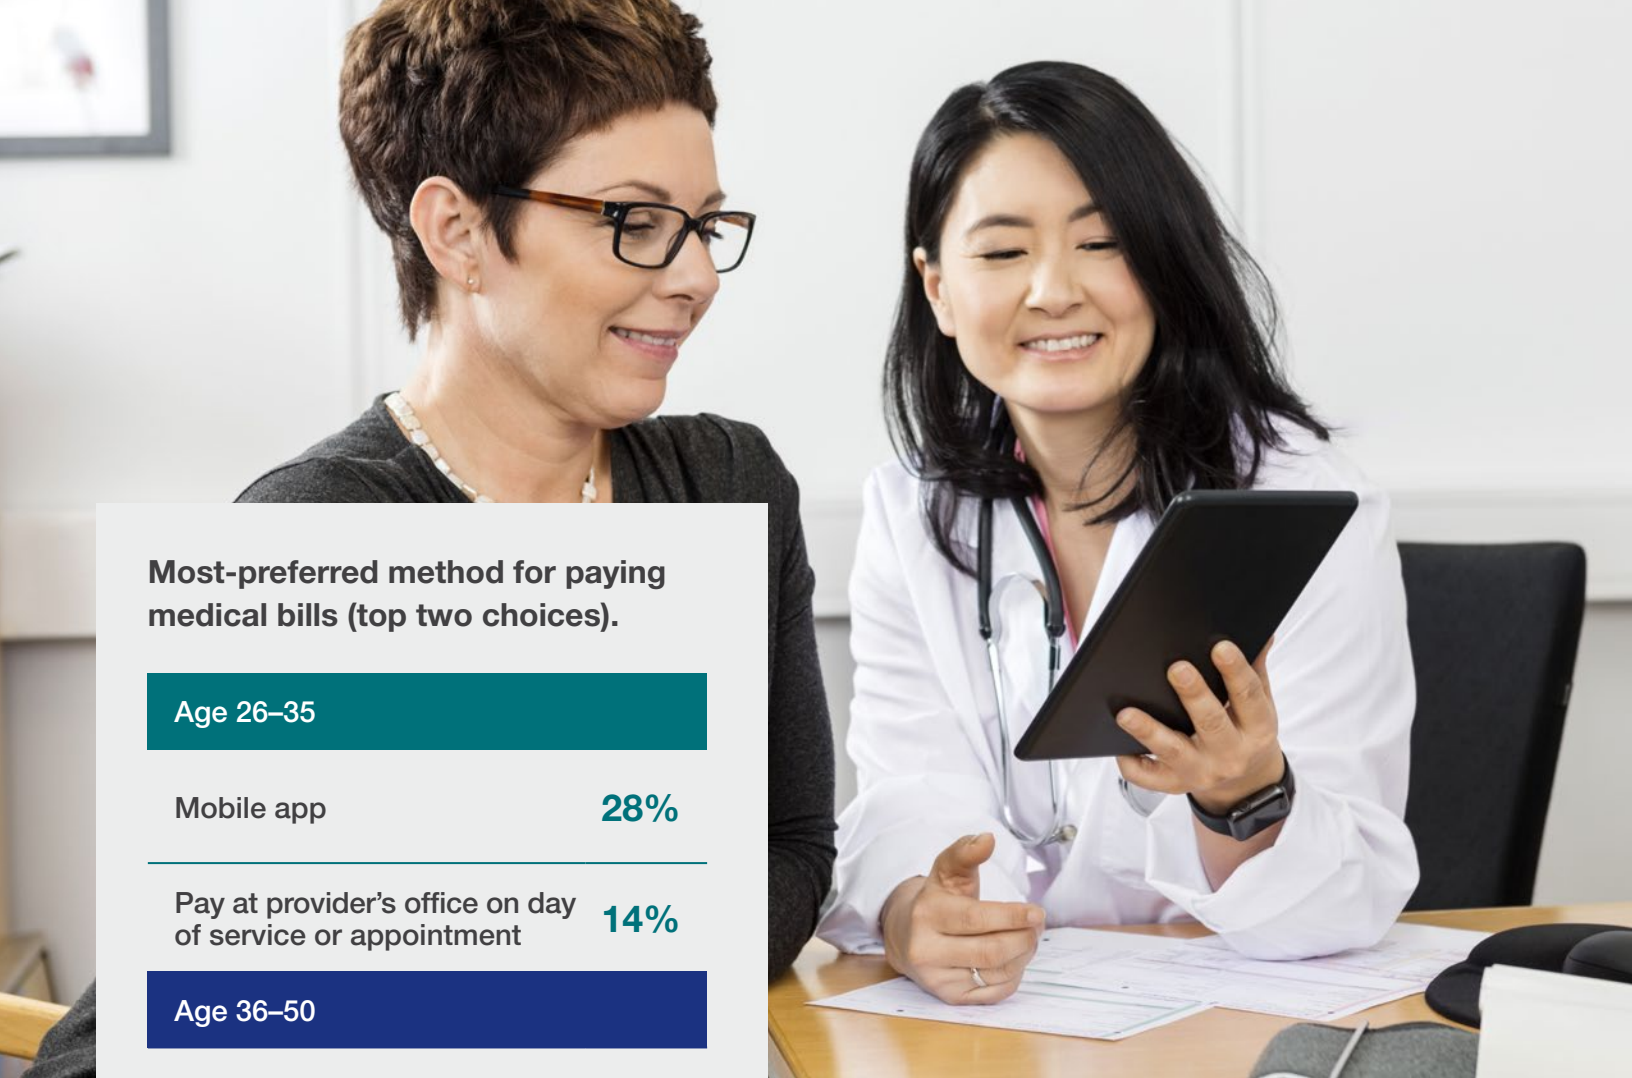 Most-preferred method for paying
medical bills (top two choices).
Age 26–35
Mobile app 28%
Pay at provider’s office on day
of service or appointment 14%
Age 36–50